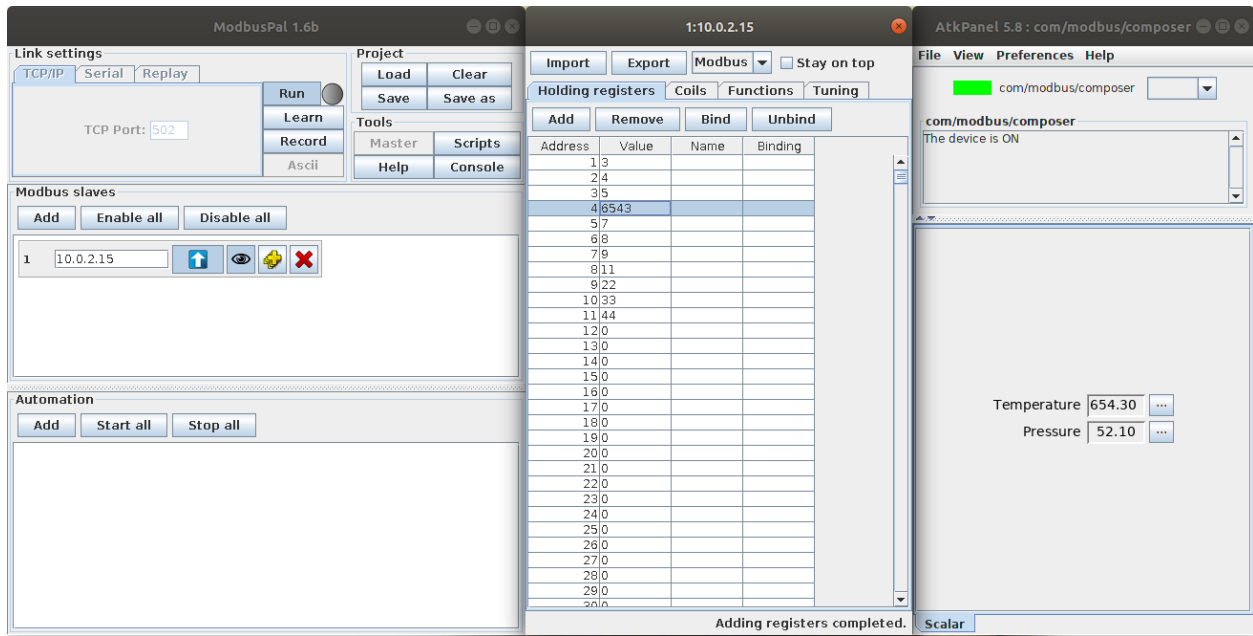 ModbusPal 1.6b
Link settings
TCP/IP Serial Replay
TCP Port: 502
Run
Learn
Record
Ascii
Project
Load Clear
Save Save as
Tools
Master Scripts
Help Console
Modbus slaves
Add Enable all Disable all
1 10.0.2.15
Automation
Add Start all Stop all
1:10.0.2.15
Import Export Modbus Stay on top
Holding registers Coils Functions Tuning
Add Remove Bind Unbind
Address Value Name Binding
1 3
2 4
3 5
4 6543
5 7
6 8
7 9
8 11
9 22
10 33
11 44
12 0
13 0
14 0
15 0
16 0
17 0
18 0
19 0
20 0
21 0
22 0
23 0
24 0
25 0
26 0
27 0
28 0
29 0
30 0
Adding registers completed.
AtkPanel 5.8 : com/modbus/composer
File View Preferences Help
com/modbus/composer
com/modbus/composer
The device is ON
Temperature 654.30 ...
Pressure 52.10 ...
Scalar